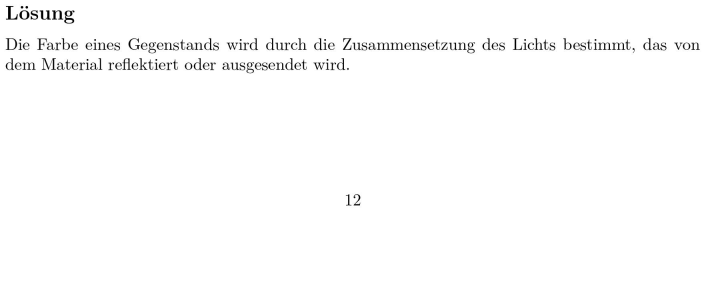 Lösung
Die Farbe eines Gegenstands wird durch die Zusammensetzung des Lichts bestimmt, das von
dem Material reflektiert oder ausgesendet wird.
12